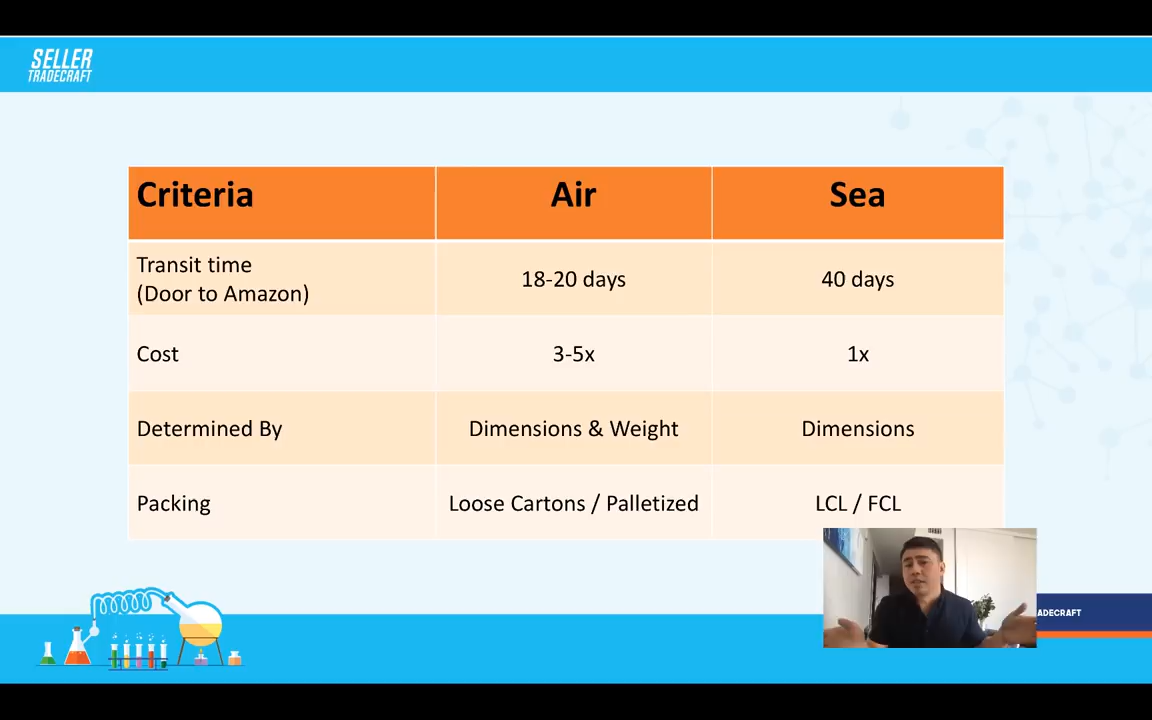 SELLER
TRADECRAFT
Criteria Air Sea
Transit time
(Door to Amazon) 18-20 days 40 days
Cost 3-5x 1x
Determined By Dimensions & Weight Dimensions
Packing Loose Cartons / Palletized LCL / FCL
ADECRAFT